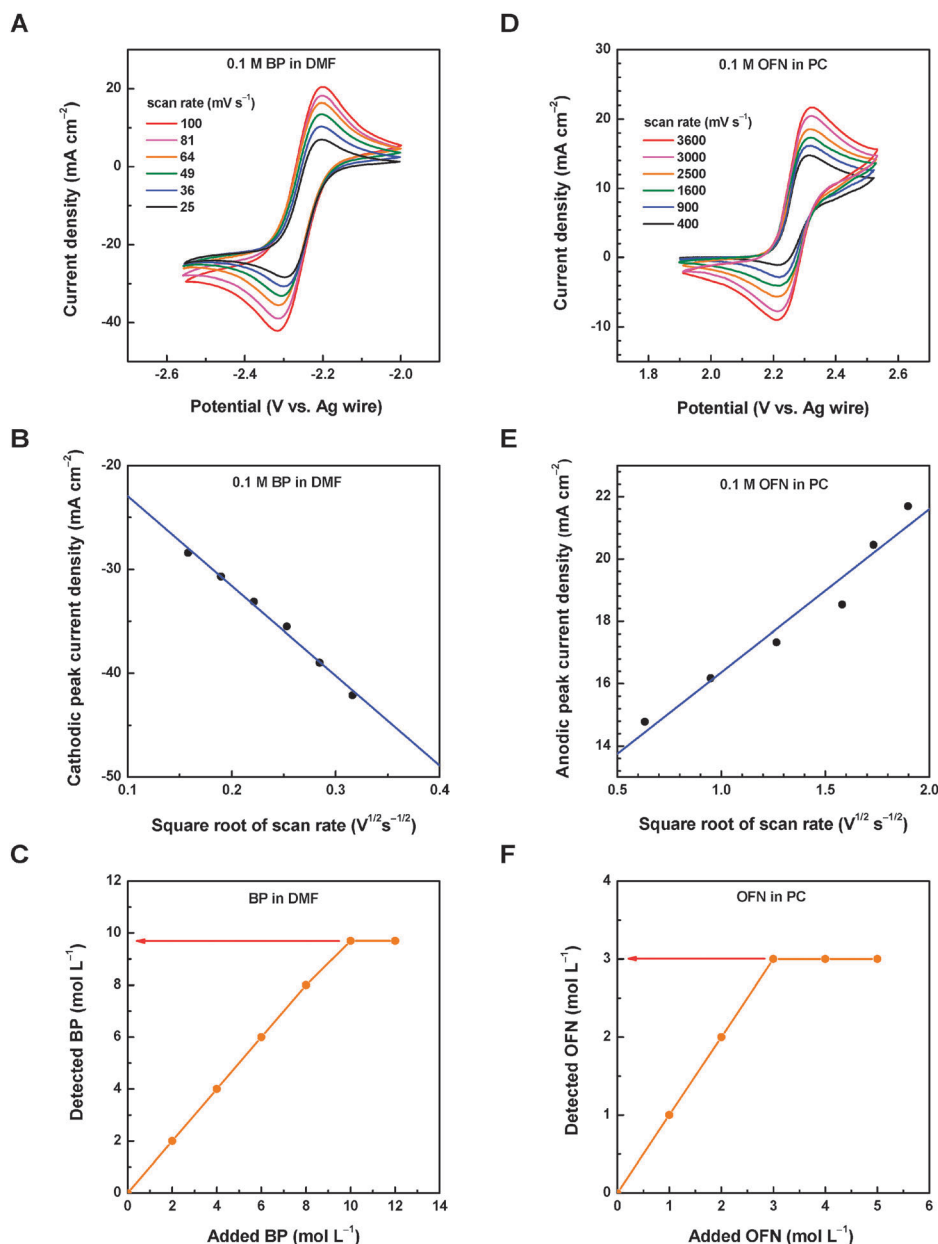 A
0.1 M BP in DMF
scan rate (mV s⁻¹)
100
81
64
49
36
25
20
0
-20
-40
-2.6
-2.4
-2.2
-2.0
Current density (mA cm⁻²)
Potential (V vs. Ag wire)
D
0.1 M OFN in PC
scan rate (mV s⁻¹)
3600
3000
2500
1600
900
400
30
20
10
0
-10
1.8
2.0
2.2
2.4
2.6
Current density (mA cm⁻²)
Potential (V vs. Ag wire)
B
0.1 M BP in DMF
-20
-30
-40
-50
0.1
0.2
0.3
0.4
Cathodic peak current density (mA cm⁻²)
Square root of scan rate (V¹/²s⁻¹/²)
E
0.1 M OFN in PC
22
20
18
16
14
0.5
1.0
1.5
2.0
Anodic peak current density (mA cm⁻²)
Square root of scan rate (V¹/² s⁻¹/²)
C
BP in DMF
12
10
8
6
4
2
0
0
2
4
6
8
10
12
14
Detected BP (mol L⁻¹)
Added BP (mol L⁻¹)
F
OFN in PC
4
3
2
1
0
0
1
2
3
4
5
6
Detected OFN (mol L⁻¹)
Added OFN (mol L⁻¹)